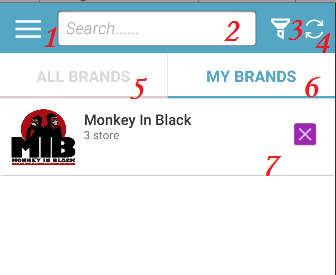 1 Search...... 2 3 4
ALL BRANDS 5 MY BRANDS 6
Monkey In Black
3 store
MIB
MONKEY IN BLACK
7